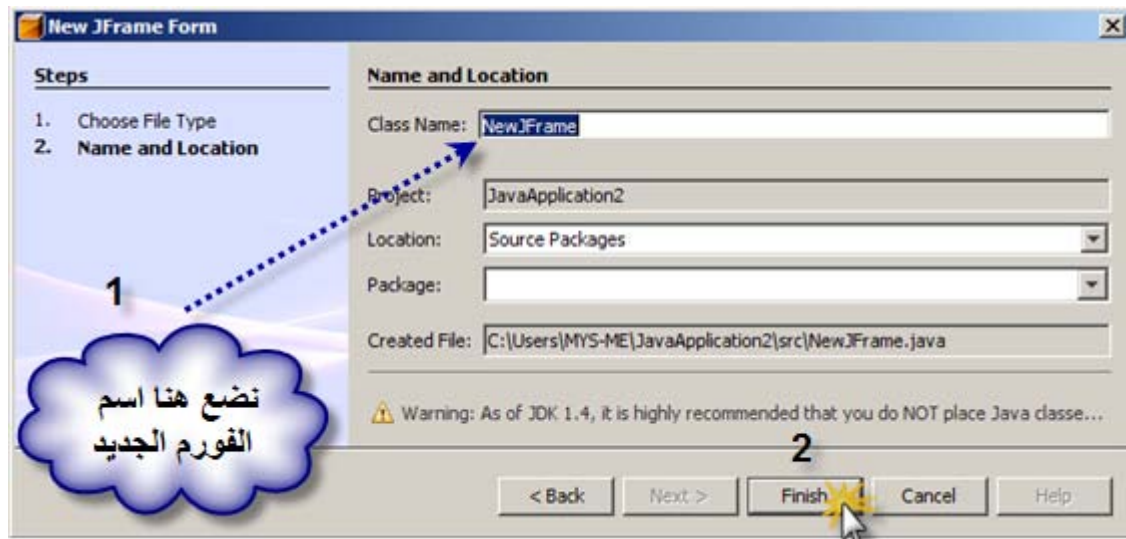 New JFrame Form
Steps
1. Choose File Type
2. Name and Location
Name and Location
Class Name: NewJFrame
Project: JavaApplication2
Location: Source Packages
Package:
Created File: C:\Users\MYS-ME\JavaApplication2\src\NewJFrame.java
Warning: As of JDK 1.4, it is highly recommended that you do NOT place Java classe...
1
نضع هنا اسم
الفورم الجديد
2
< Back Next > Finish Cancel Help